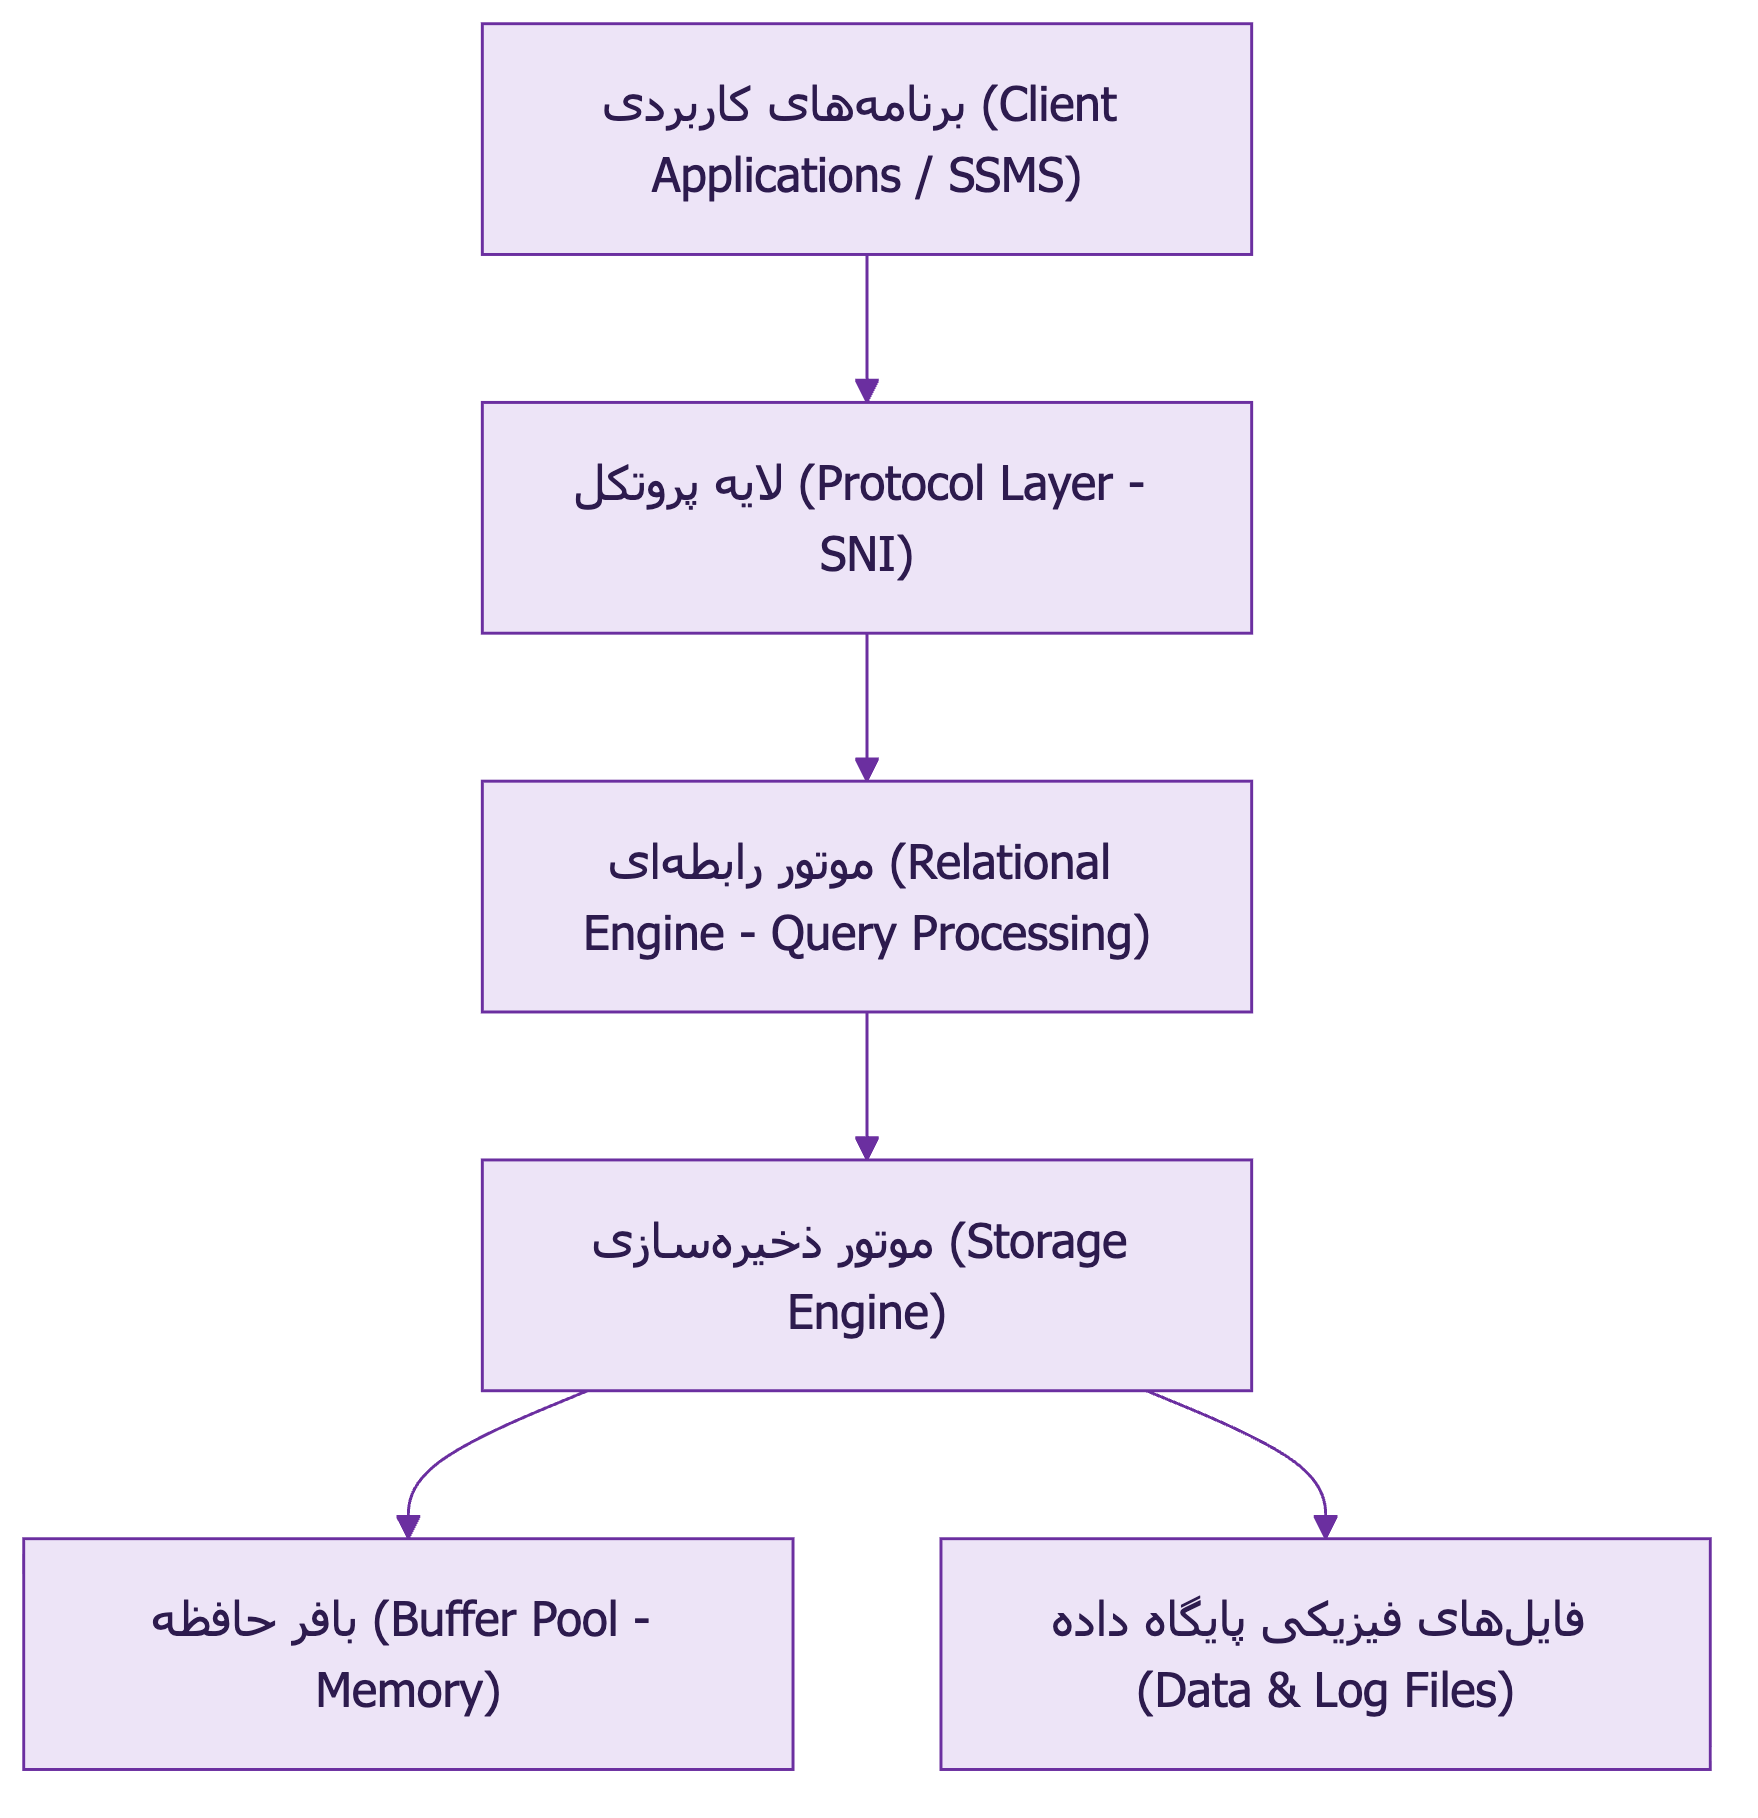 برنامه‌های کاربردی (Client
Applications / SSMS)
لایه پروتکل (Protocol Layer -
SNI)
موتور رابطه‌ای (Relational
Engine - Query Processing)
موتور ذخیره‌سازی (Storage
Engine)
بافر حافظه (Buffer Pool -
Memory)
فایل‌های فیزیکی پایگاه داده
(Data & Log Files)